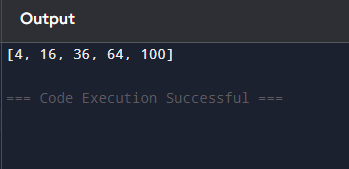 Output
[4, 16, 36, 64, 100]
=== Code Execution Successful ===